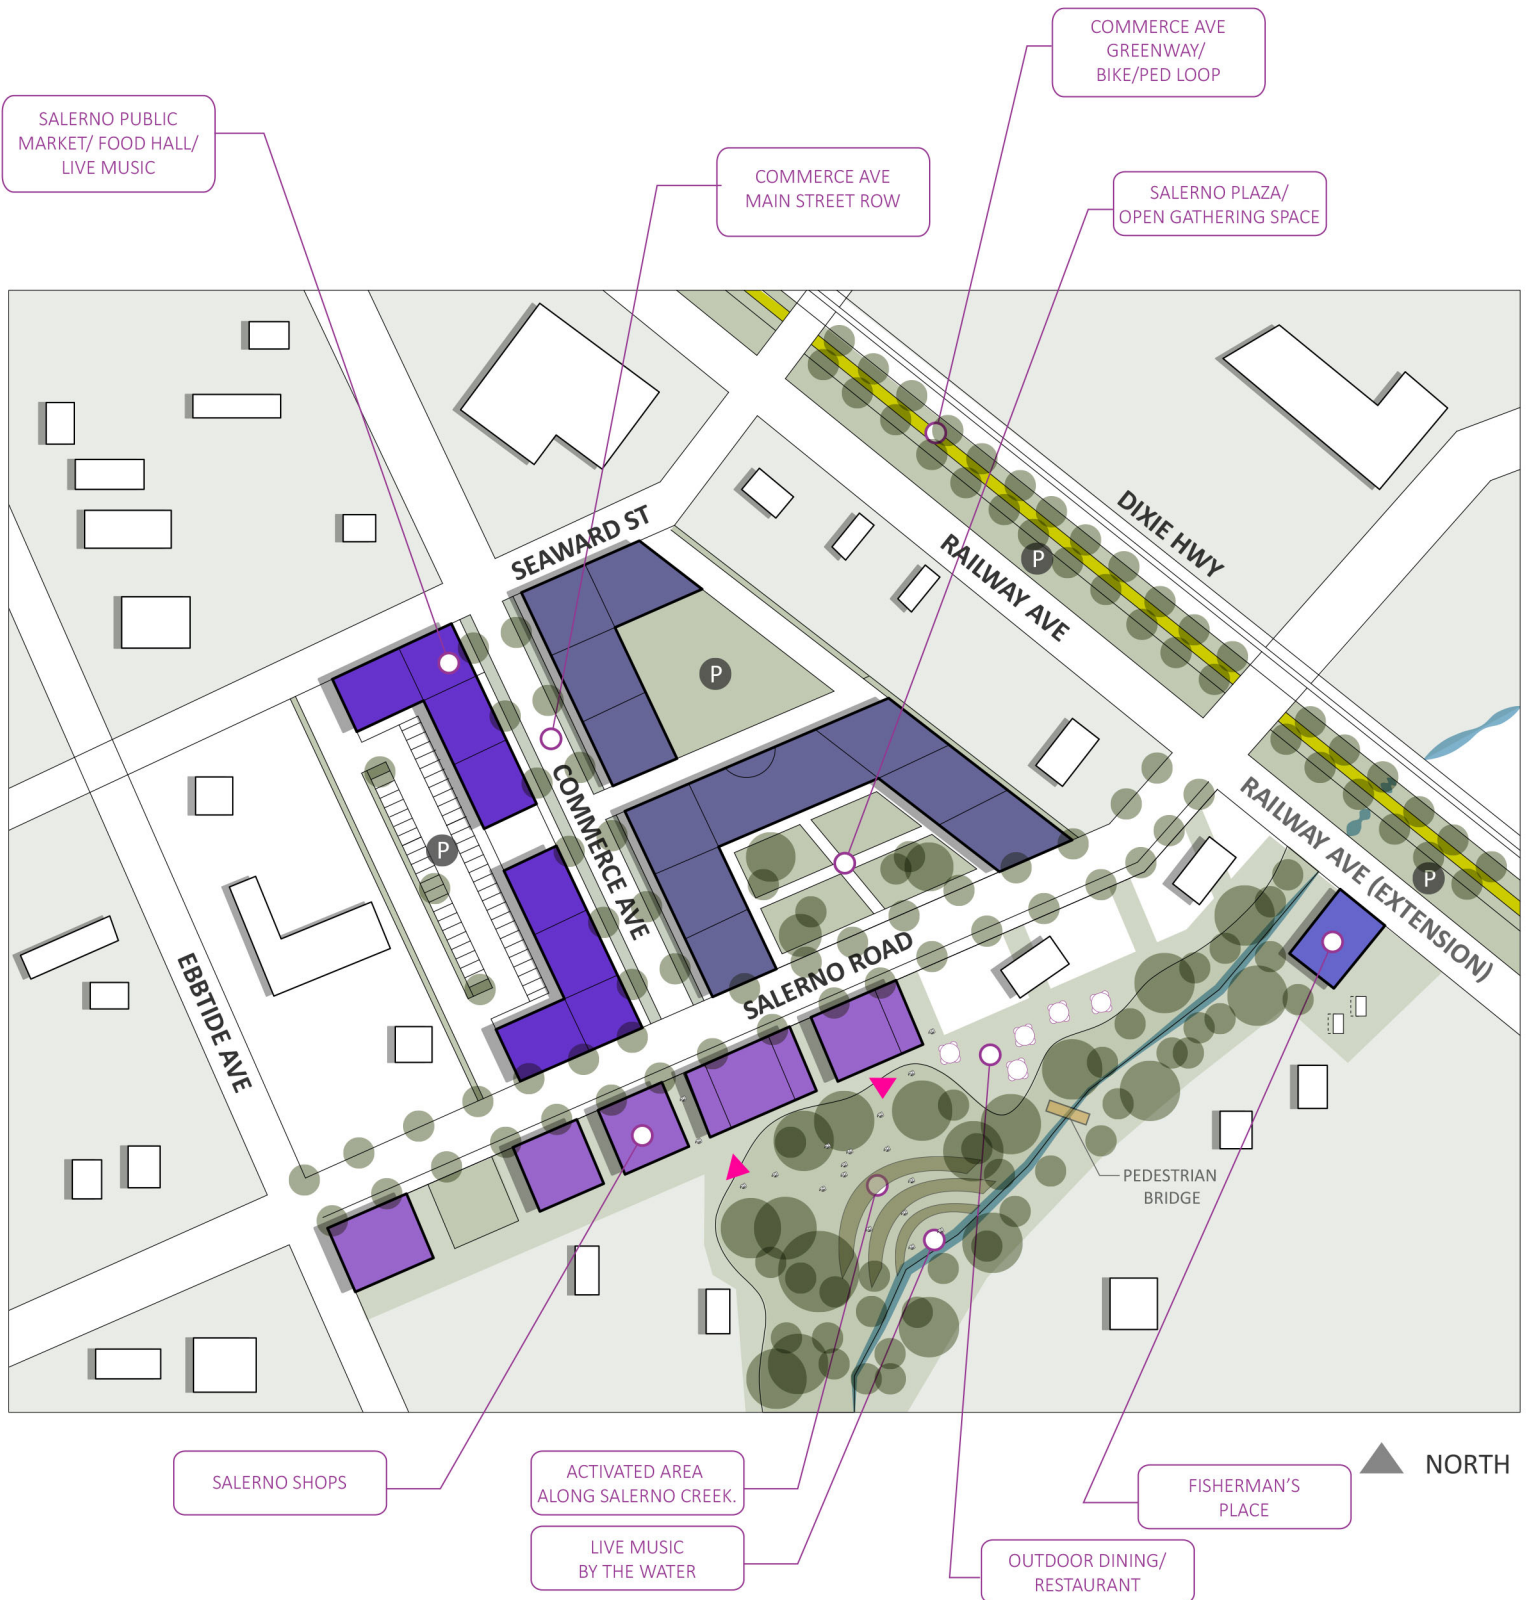 COMMERCE AVE
GREENWAY/
BIKE/PED LOOP
SALERNO PUBLIC
MARKET/ FOOD HALL/
LIVE MUSIC
COMMERCE AVE
MAIN STREET ROW
SALERNO PLAZA/
OPEN GATHERING SPACE
SEAWARD ST
DIXIE HWY
RAILWAY AVE
P
P
COMMERCE AVE
P
RAILWAY AVE (EXTENSION)
P
SALERNO ROAD
EBBTIDE AVE
PEDESTRIAN
BRIDGE
NORTH
SALERNO SHOPS
ACTIVATED AREA
ALONG SALERNO CREEK.
FISHERMAN'S
PLACE
LIVE MUSIC
BY THE WATER
OUTDOOR DINING/
RESTAURANT